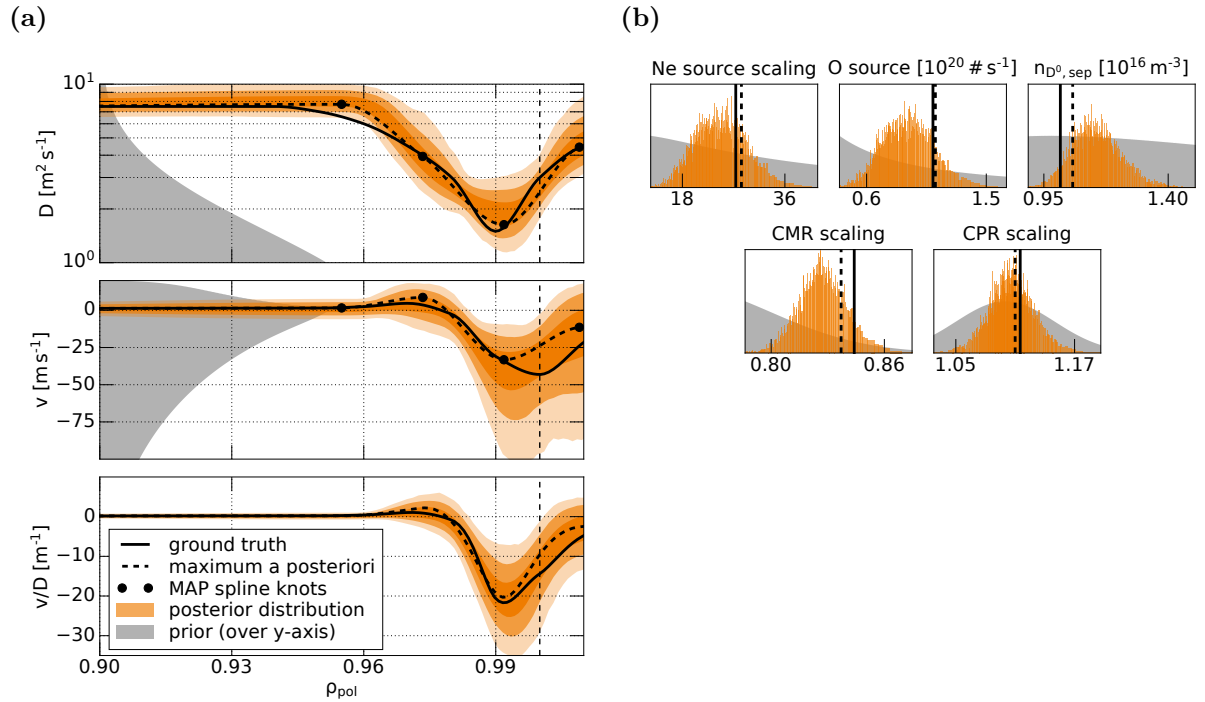 (a)
10¹
10⁰
D [m² s⁻¹]
0
−25
−50
−75
v [m s⁻¹]
0
−10
−20
−30
v/D [m⁻¹]
ground truth
maximum a posteriori
MAP spline knots
posterior distribution
prior (over y-axis)
0.90 0.93 0.96 0.99
ρpol
(b)
Ne source scaling O source [10²⁰ # s⁻¹] n_D⁰, sep [10¹⁶ m⁻³]
18 36 0.6 1.5 0.95 1.40
CMR scaling CPR scaling
0.80 0.86 1.05 1.17